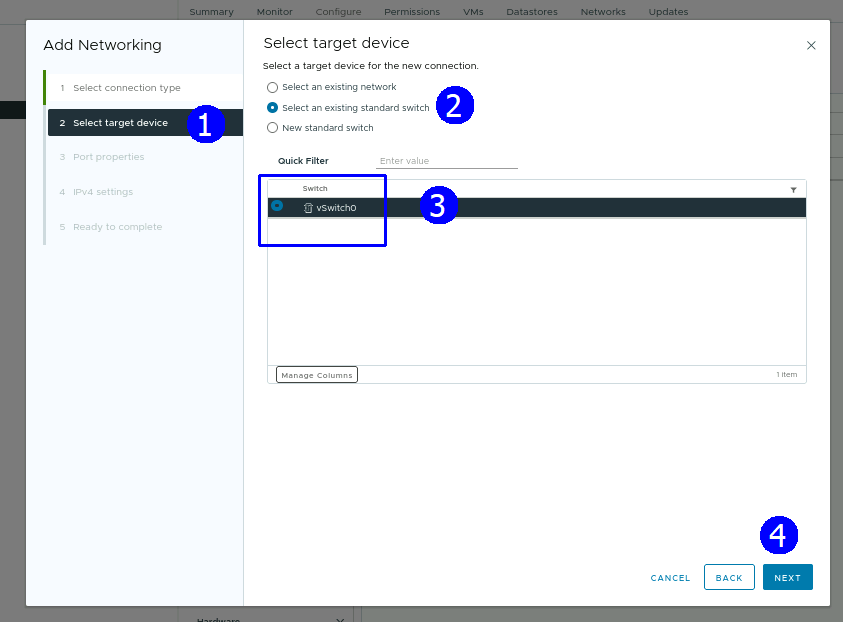 Summary Monitor Configure Permissions VMs Datastores Networks Updates
Add Networking
1 Select connection type
2 Select target device
1
3 Port properties
4 IPv4 settings
5 Ready to complete
Select target device
Select a target device for the new connection.
Select an existing network
Select an existing standard switch
2
New standard switch
Quick Filter Enter value
Switch
vSwitch0
3
Manage Columns 1 item
4
CANCEL BACK NEXT
Hardware